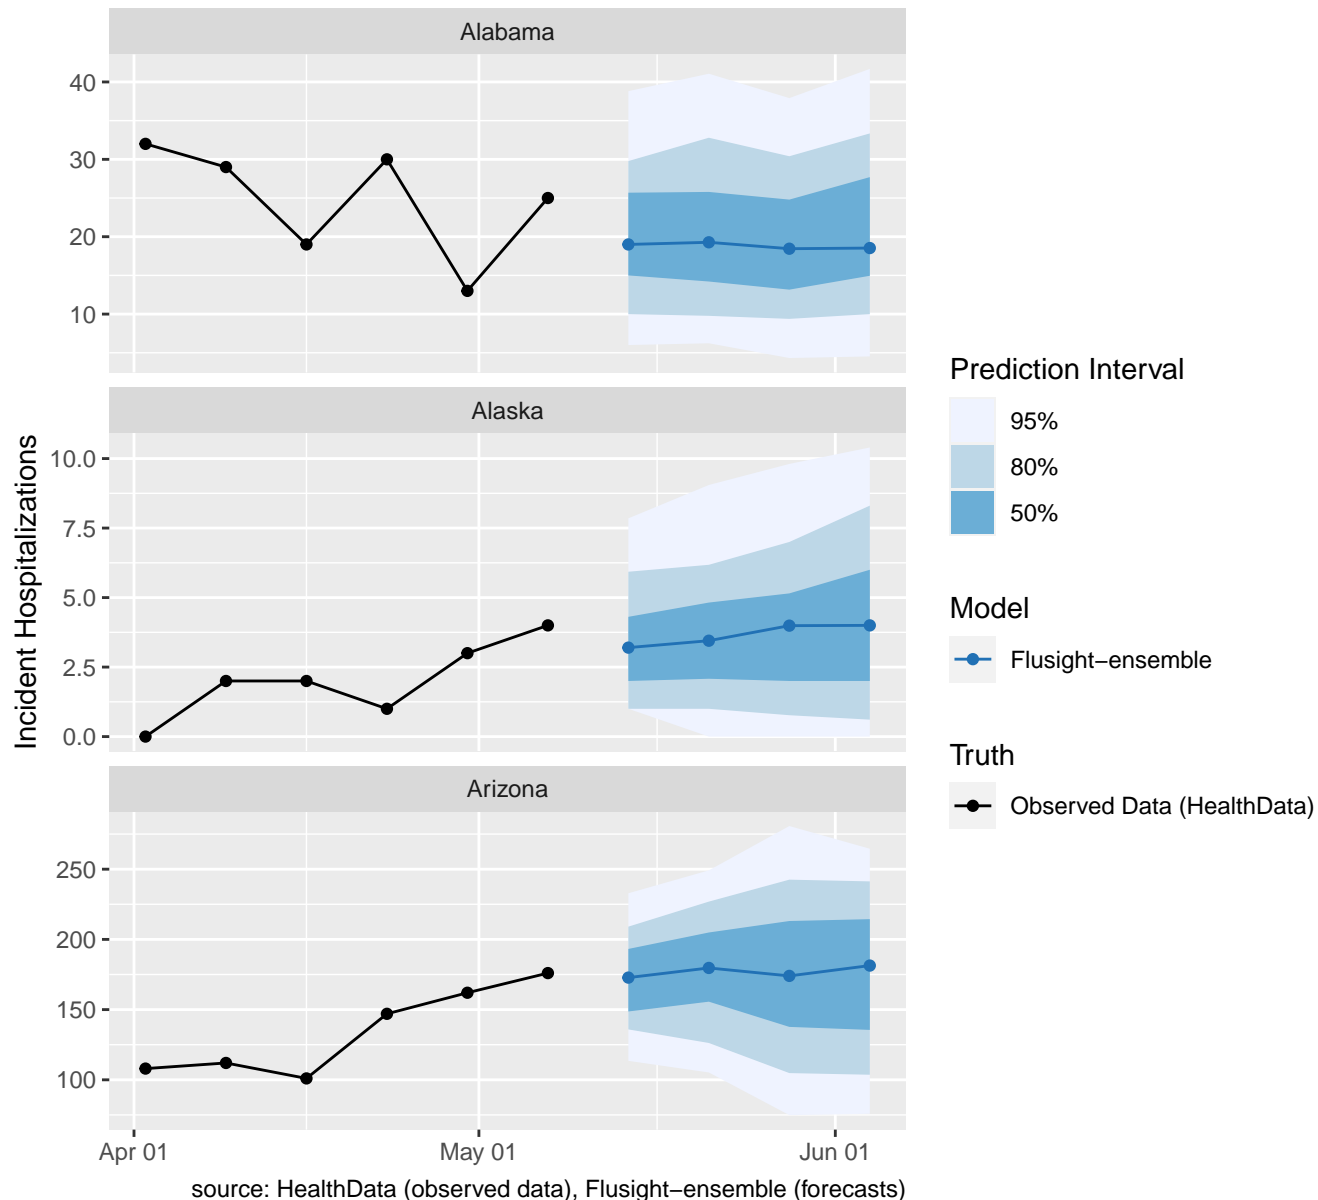 Alabama
40
30
20
10
Alaska
10.0
7.5
5.0
2.5
0.0
Arizona
250
200
150
100
Apr 01 May 01 Jun 01
Incident Hospitalizations
source: HealthData (observed data), Flusight−ensemble (forecasts)
Prediction Interval
95%
80%
50%
Model
Flusight−ensemble
Truth
Observed Data (HealthData)